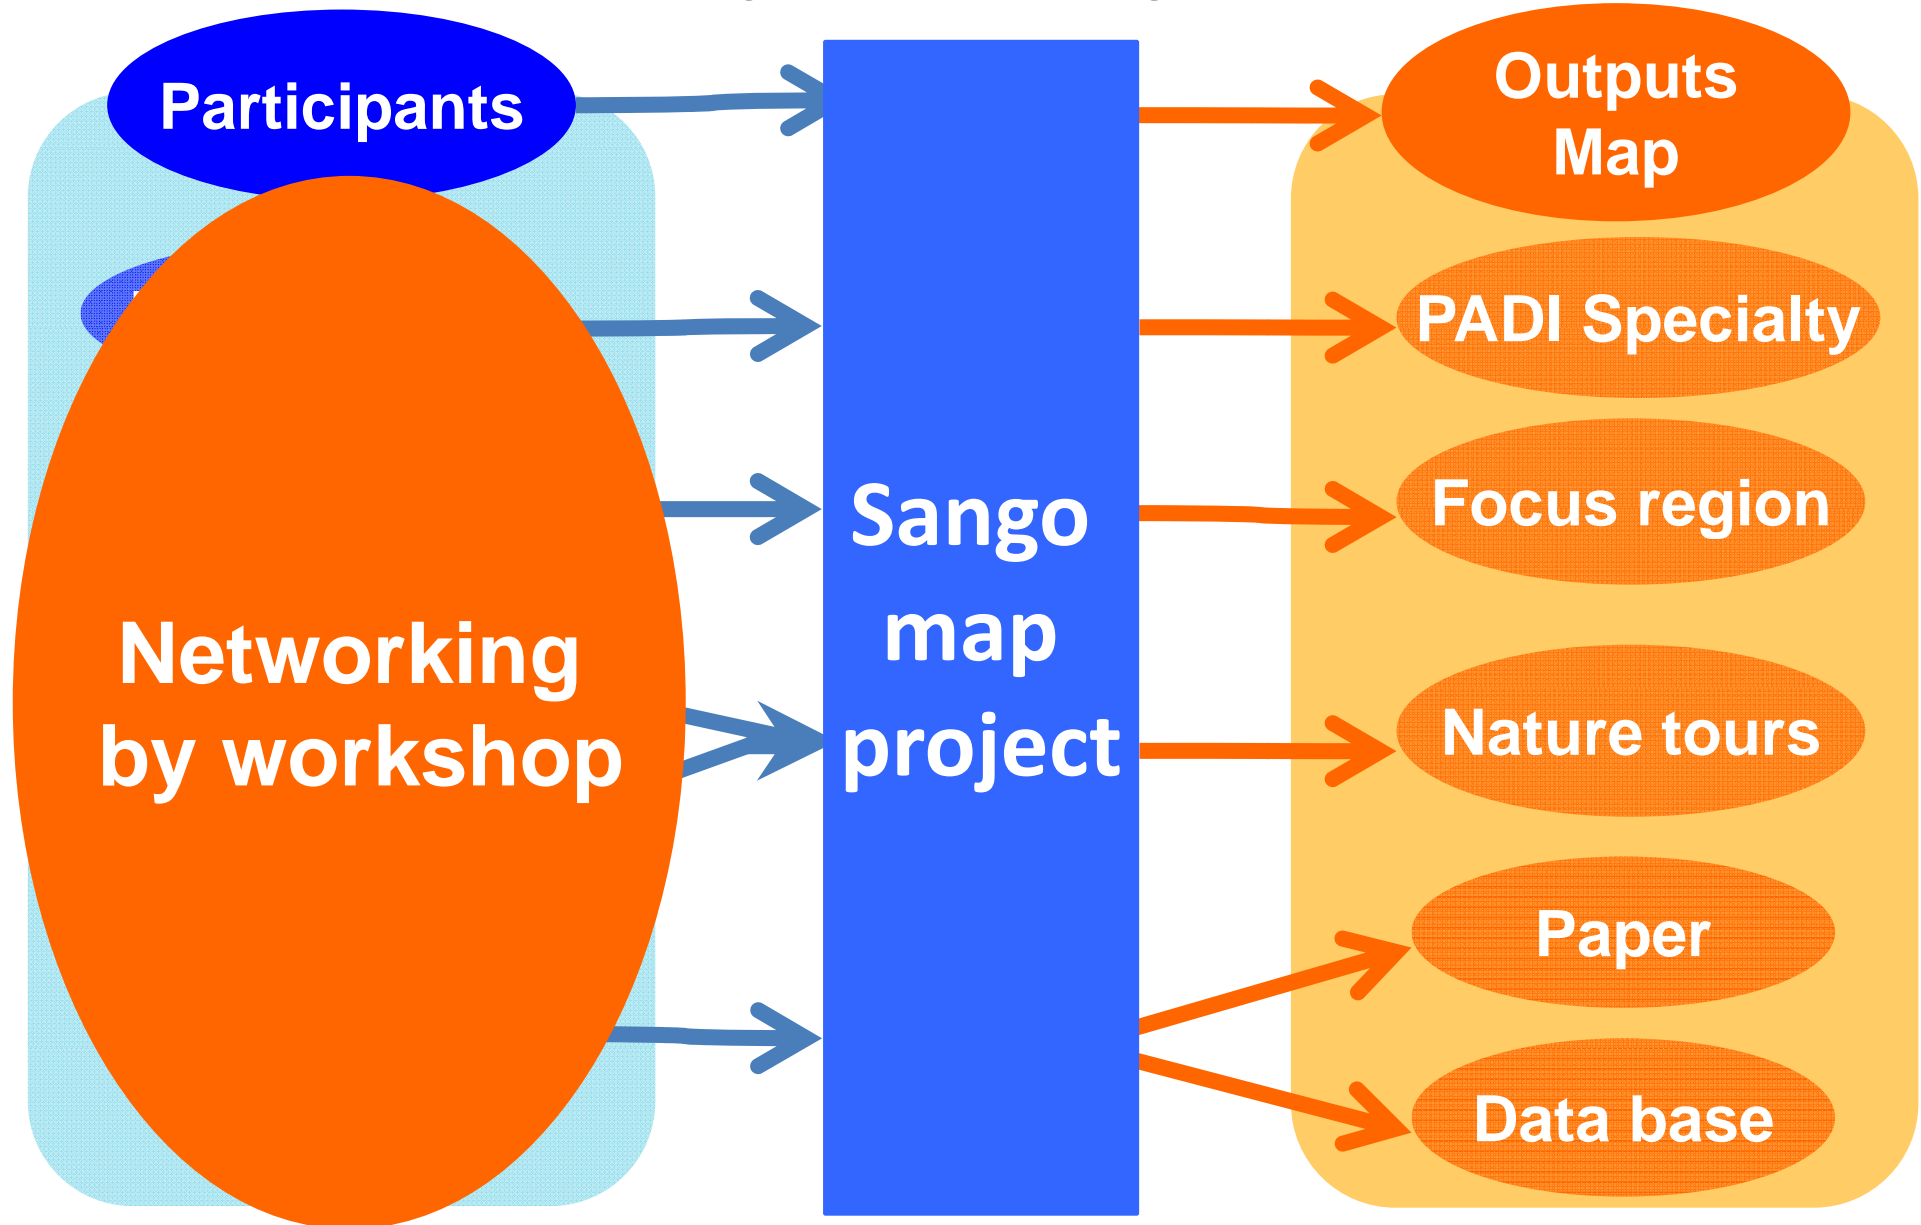 Participants
Networking
by workshop
Sango
map
project
Outputs
Map
PADI Specialty
Focus region
Nature tours
Paper
Data base